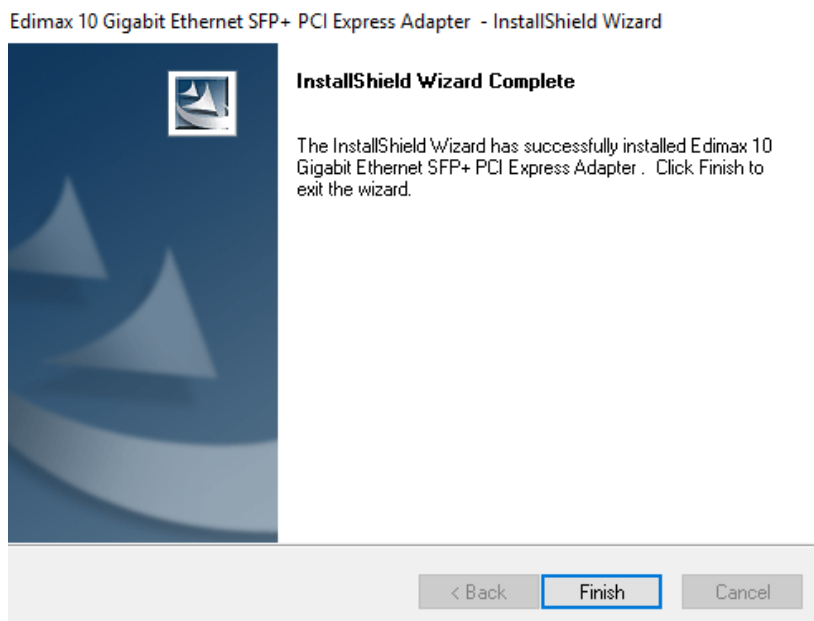 Edimax 10 Gigabit Ethernet SFP+ PCI Express Adapter - InstallShield Wizard
InstallShield Wizard Complete
The InstallShield Wizard has successfully installed Edimax 10
Gigabit Ethernet SFP+ PCI Express Adapter . Click Finish to
exit the wizard.
< Back
Finish
Cancel